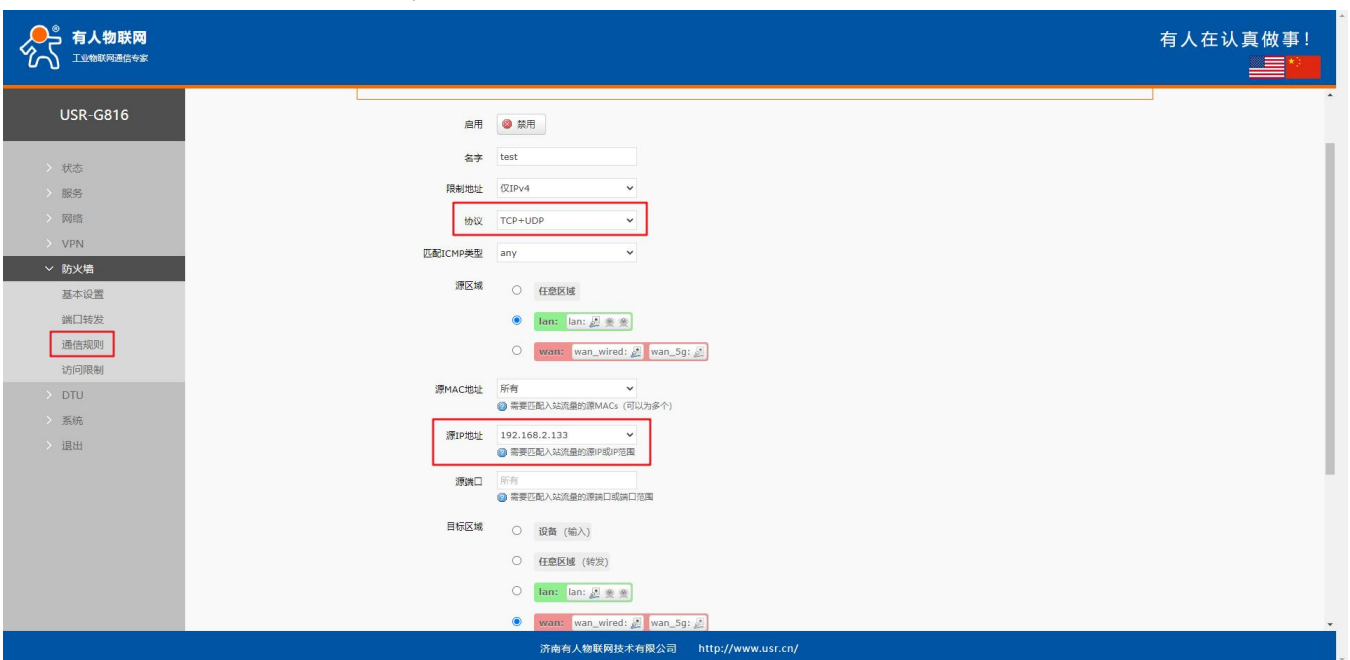 有人物联网
工业物联网通信专家
有人在认真做事！
USR-G816
状态
服务
网络
VPN
防火墙
基本设置
端口转发
通信规则
访问限制
DTU
系统
退出
启用 禁用
名字 test
限制地址 仅IPv4
协议 TCP+UDP
匹配ICMP类型 any
源区域 任意区域
lan: lan:
wan: wan_wired: wan_5g:
源MAC地址 所有
需要匹配入站流量的源MACs（可以为多个）
源IP地址 192.168.2.133
需要匹配入站流量的源IP或IP范围
源端口 所有
需要匹配入站流量的源端口或端口范围
目标区域 设备（输入）
任意区域（转发）
lan: lan:
wan: wan_wired: wan_5g:
济南有人物联网技术有限公司 http://www.usr.cn/